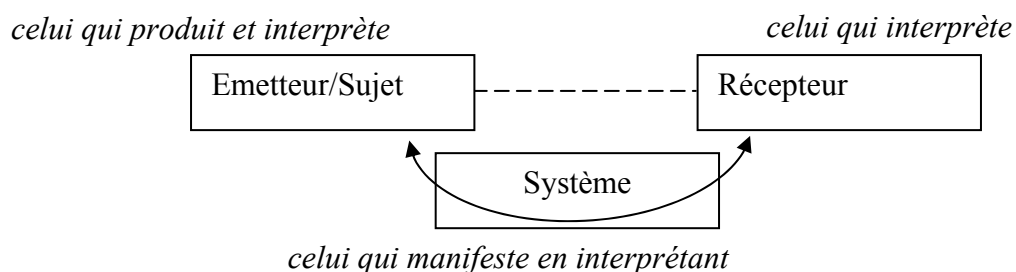 celui qui produit et interprète
celui qui interprète
Emetteur/Sujet
Récepteur
Système
celui qui manifeste en interprétant